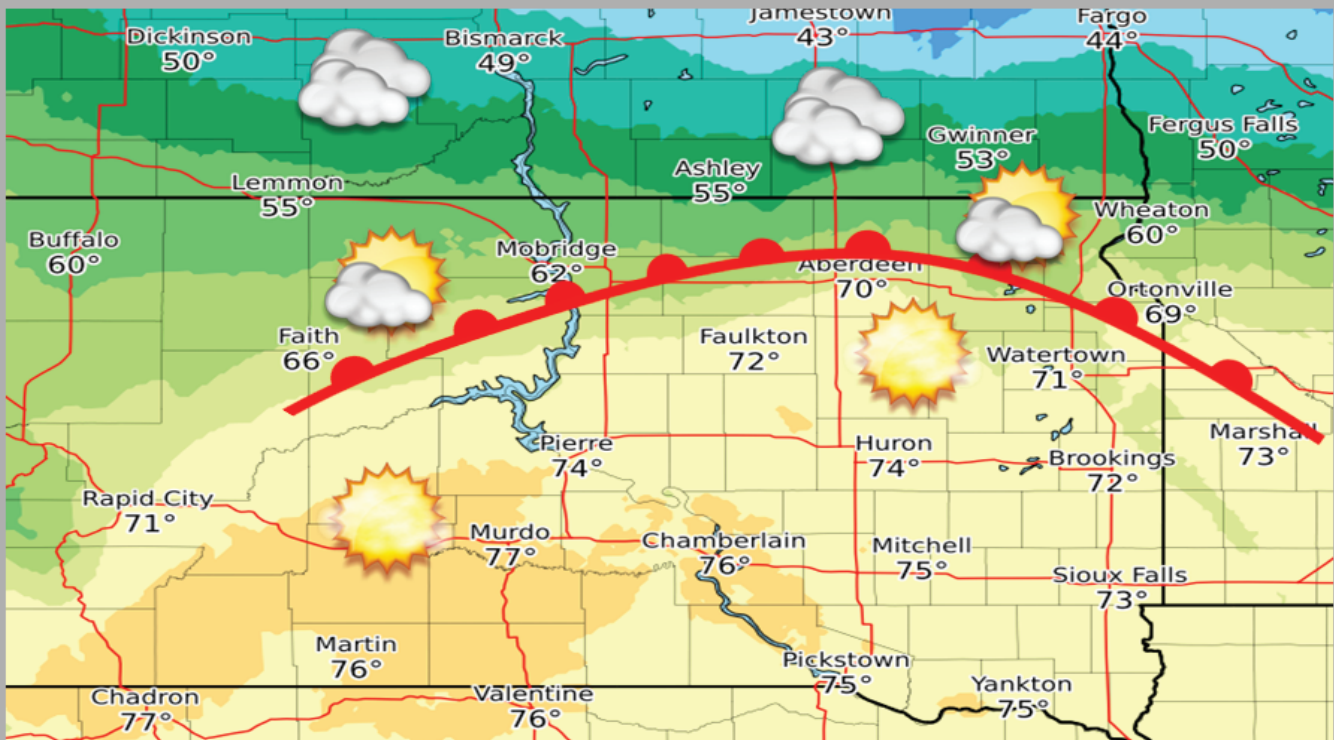 Jamestown
43°
Fargo
44°
Dickinson
50°
Bismarck
49°
Gwinner
53°
Fergus Falls
50°
Ashley
55°
Lemmon
55°
Wheaton
60°
Buffalo
60°
Mobridge
62°
Aberdeen
70°
Ortonville
69°
Faith
66°
Faulkton
72°
Watertown
71°
Marshall
73°
Pierre
74°
Huron
74°
Brookings
72°
Rapid City
71°
Murdo
77°
Chamberlain
76°
Mitchell
75°
Sioux Falls
73°
Martin
76°
Pickstown
75°
Yankton
75°
Chadron
77°
Valentine
76°